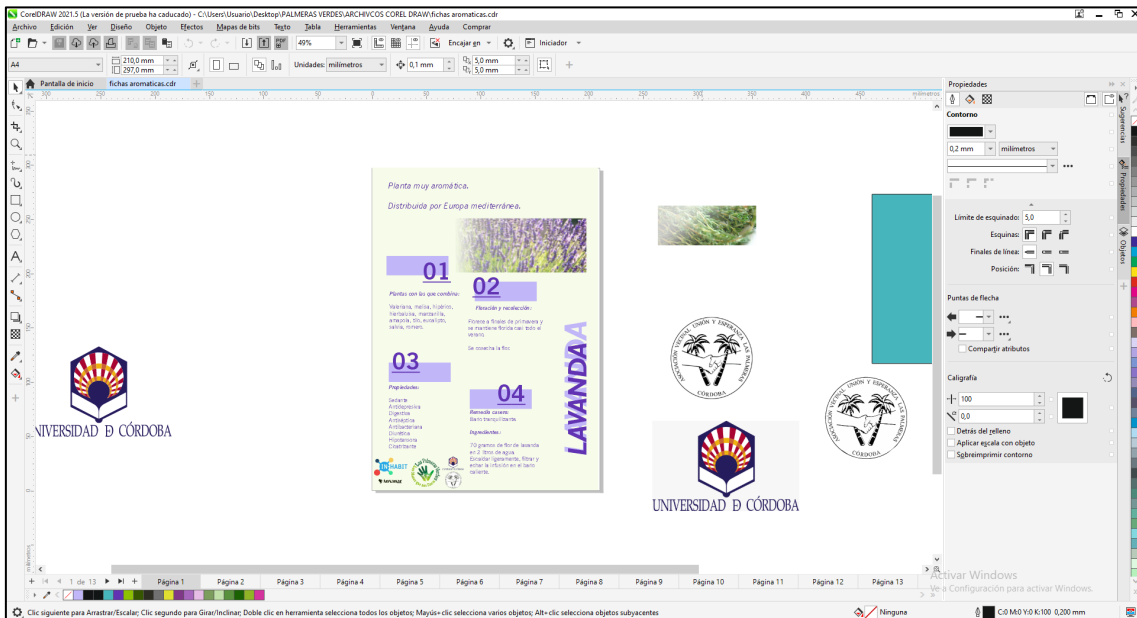 CorelDRAW 2021.5 (La versión de prueba ha caducado) - C:\Users\Usuario\Desktop\PALMERAS VERDES\ARCHIVCOS COREL DRAW\fichas aromaticas.cdr
Archivo Edición Ver Diseño Objeto Efectos Mapas de bits Texto Tabla Herramientas Ventana Ayuda Comprar
PDF 49% Encajar en Iniciador
A4 210,0 mm 297,0 mm Unidades: milímetros 0,1 mm 5,0 mm 5,0 mm
Pantalla de inicio fichas aromaticas.cdr
milímetros
Planta muy aromática.
Distribuida por Europa mediterránea.
01
Plantas con las que combina:
Valeriana, melisa, hipérico,
hierbaluisa, manzanilla,
amapola, tilo, eucalipto,
salvia, romero.
02
Floración y recolección:
Florece a finales de primavera y
se mantiene florida casi todo el
verano.
Se cosecha la flor.
03
Propiedades:
Sedante
Antidepresiva
Digestiva
Antiséptica
Antibacteriana
Diurética
Hipotensora
Cicatrizante
04
Remedio casero:
Baño tranquilizante
Ingredientes:
70 gramos de flor de lavanda
en 2 litros de agua.
Escaldar ligeramente, filtrar y
echar la infusión en el baño
caliente.
LAVANDA
IN HABIT
Las Palmeras
NIVERSIDAD Ð CÓRDOBA
ASOCIACIÓN VECINAL UNIÓN Y ESPERANZA LAS PALMERAS
CÓRDOBA
ASOCIACIÓN VECINAL UNIÓN Y ESPERANZA LAS PALMERAS
CÓRDOBA
UNIVERSIDAD Ð CÓRDOBA
Propiedades
Contorno
0,2 mm milímetros
Límite de esquinado: 5,0
Esquinas:
Finales de línea:
Posición:
Puntas de flecha
Compartir atributos
Caligrafía
100
0,0
Detrás del relleno
Aplicar escala con objeto
Sobreimprimir contorno
Sugerencias
Propiedades
Objetos
1 de 13 Página 1 Página 2 Página 3 Página 4 Página 5 Página 6 Página 7 Página 8 Página 9 Página 10 Página 11 Página 12 Página 13
Activar Windows
Ve a Configuración para activar Windows.
Clic siguiente para Arrastrar/Escalar; Clic segundo para Girar/Inclinar; Doble clic en herramienta selecciona todos los objetos; Mayús+clic selecciona varios objetos; Alt+clic selecciona objetos subyacentes
Ninguna C:0 M:0 Y:0 K:100 0,200 mm